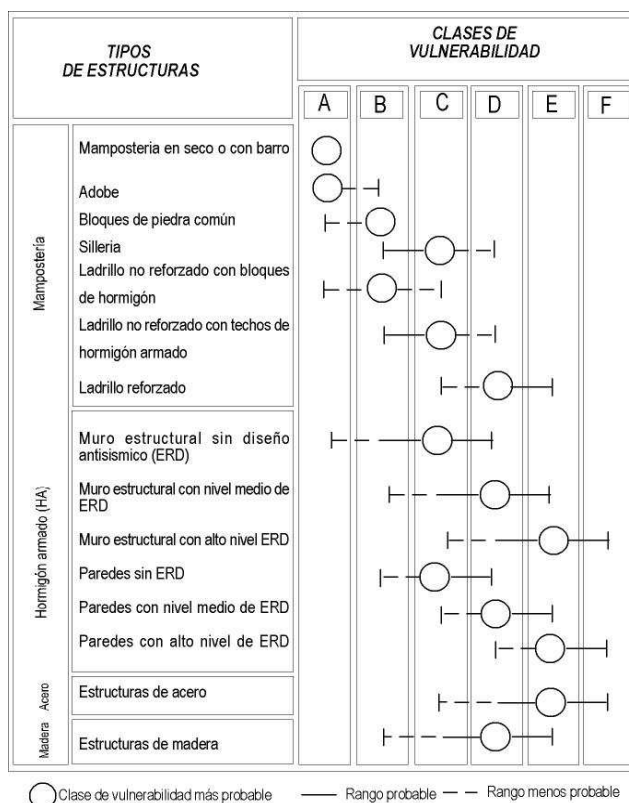 TIPOS
DE ESTRUCTURAS
CLASES DE
VULNERABILIDAD
A B C D E F
Mampostería
Mamposteria en seco o con barro
Adobe
Bloques de piedra común
Silleria
Ladrillo no reforzado con bloques
de hormigón
Ladrillo no reforzado con techos de
hormigón armado
Ladrillo reforzado
Hormigón armado (HA)
Muro estructural sin diseño
antisismico (ERD)
Muro estructural con nivel medio de
ERD
Muro estructural con alto nivel ERD
Paredes sin ERD
Paredes con nivel medio de ERD
Paredes con alto nivel de ERD
Acero
Estructuras de acero
Madera
Estructuras de madera
Clase de vulnerabilidad más probable Rango probable Rango menos probable